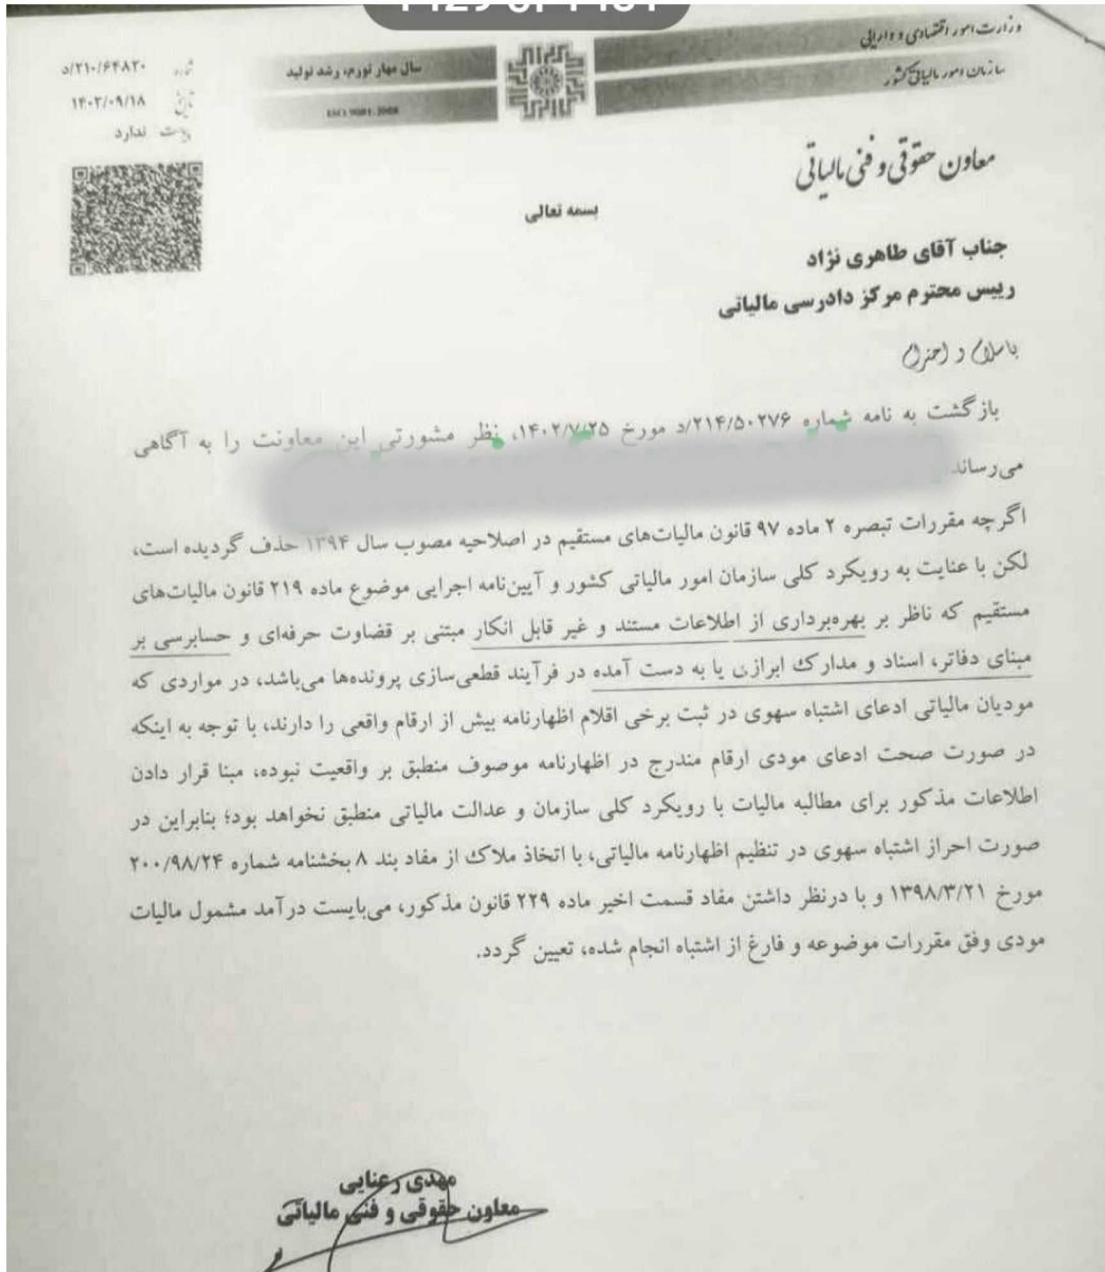 وزارت امور اقتصادی و دارایی
سازمان امور مالیاتی کشور
سال مهار تورم، رشد تولید
ISO 9001:2008
شماره ۲۱۰/۶۴۸۲۰/د
تاریخ ۱۴۰۲/۰۹/۱۸
پیوست ندارد
معاون حقوقی و فنی مالیاتی
بسمه تعالی
جناب آقای طاهری نژاد
رییس محترم مرکز دادرسی مالیاتی
باسلام و احترام
بازگشت به نامه شماره ۲۱۴/۵۰۲۷۶/د مورخ ۱۴۰۲/۷/۲۵، نظر مشورتی این معاونت را به آگاهی
می‌رساند
اگرچه مقررات تبصره ۲ ماده ۹۷ قانون مالیات‌های مستقیم در اصلاحیه مصوب سال ۱۳۹۴ حذف گردیده است،
لکن با عنایت به رویکرد کلی سازمان امور مالیاتی کشور و آیین‌نامه اجرایی موضوع ماده ۲۱۹ قانون مالیات‌های
مستقیم که ناظر بر بهره‌برداری از اطلاعات مستند و غیر قابل انکار مبتنی بر قضاوت حرفه‌ای و حسابرسی بر
مبنای دفاتر، اسناد و مدارک ابرازی یا به دست آمده در فرآیند قطعی‌سازی پرونده‌ها می‌باشد، در مواردی که
مودیان مالیاتی ادعای اشتباه سهوی در ثبت برخی اقلام اظهارنامه بیش از ارقام واقعی را دارند، با توجه به اینکه
در صورت صحت ادعای مودی ارقام مندرج در اظهارنامه موصوف منطبق بر واقعیت نبوده، مبنا قرار دادن
اطلاعات مذکور برای مطالبه مالیات با رویکرد کلی سازمان و عدالت مالیاتی منطبق نخواهد بود؛ بنابراین در
صورت احراز اشتباه سهوی در تنظیم اظهارنامه مالیاتی، با اتخاذ ملاک از مفاد بند ۸ بخشنامه شماره ۲۰۰/۹۸/۲۴
مورخ ۱۳۹۸/۳/۲۱ و با درنظر داشتن مفاد قسمت اخیر ماده ۲۲۹ قانون مذکور، می‌بایست درآمد مشمول مالیات
مودی وفق مقررات موضوعه و فارغ از اشتباه انجام شده، تعیین گردد.
مهدی رعنایی
معاون حقوقی و فنی مالیاتی